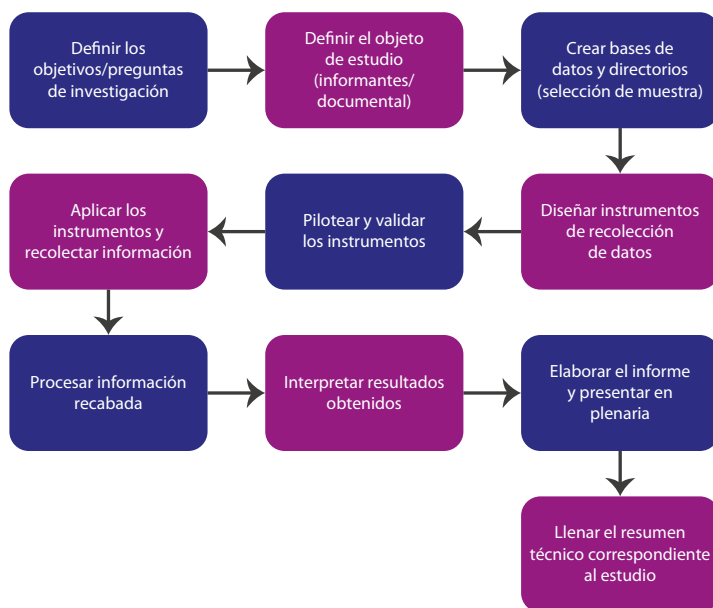 Definir los
objetivos/preguntas
de investigación
Definir el objeto
de estudio
(informantes/
documental)
Crear bases de
datos y directorios
(selección de muestra)
Diseñar instrumentos
de recolección
de datos
Pilotear y validar
los instrumentos
Aplicar los
instrumentos y
recolectar información
Procesar información
recabada
Interpretar resultados
obtenidos
Elaborar el informe
y presentar en
plenaria
Llenar el resumen
técnico correspondiente
al estudio